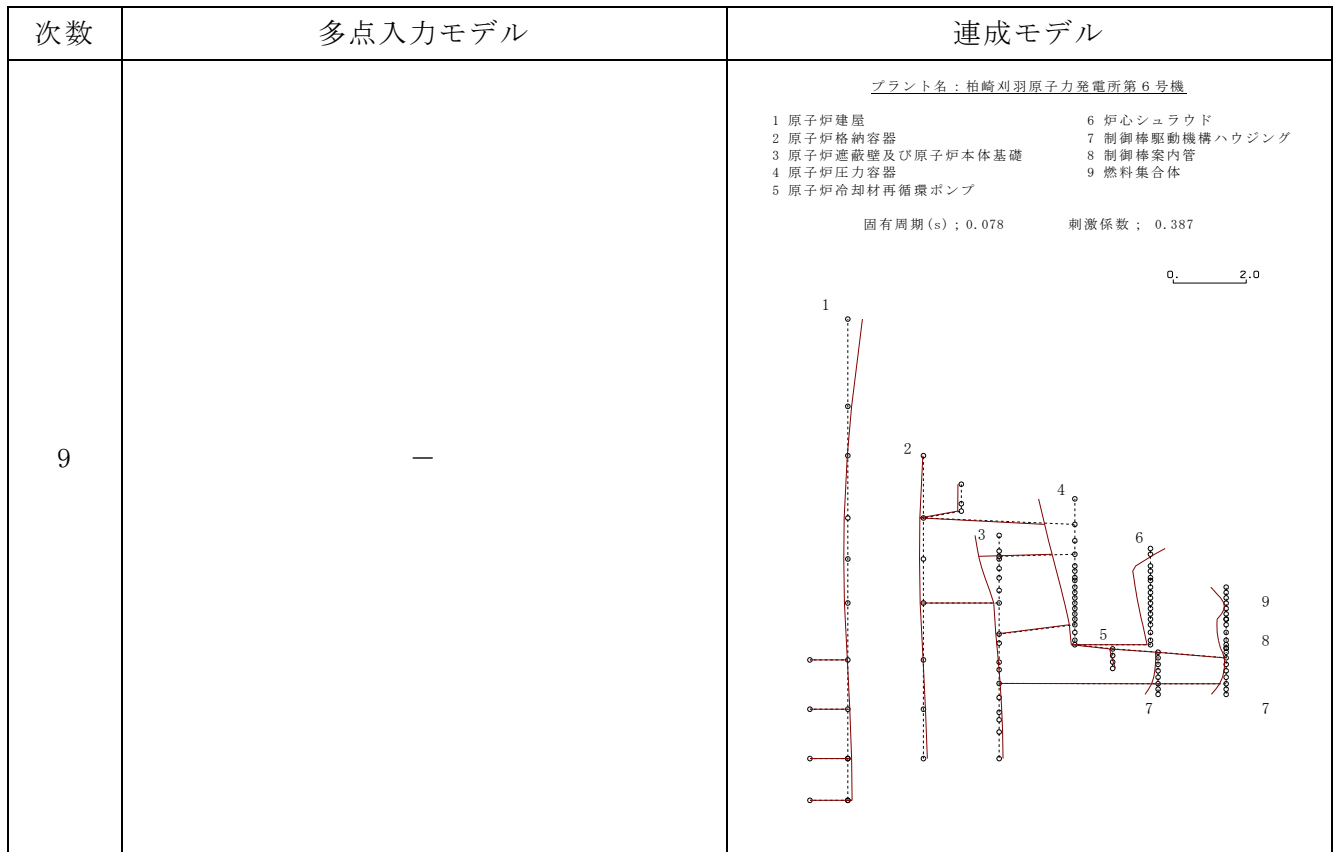 次数 多点入力モデル 連成モデル
プラント名：柏崎刈羽原子力発電所第６号機
1 原子炉建屋 6 炉心シュラウド
2 原子炉格納容器 7 制御棒駆動機構ハウジング
3 原子炉遮蔽壁及び原子炉本体基礎 8 制御棒案内管
4 原子炉圧力容器 9 燃料集合体
5 原子炉冷却材再循環ポンプ
固有周期(s)；0.078 刺激係数； 0.387
0. 2.0
1
2
4
3
6
9
9 －
5
8
7 7